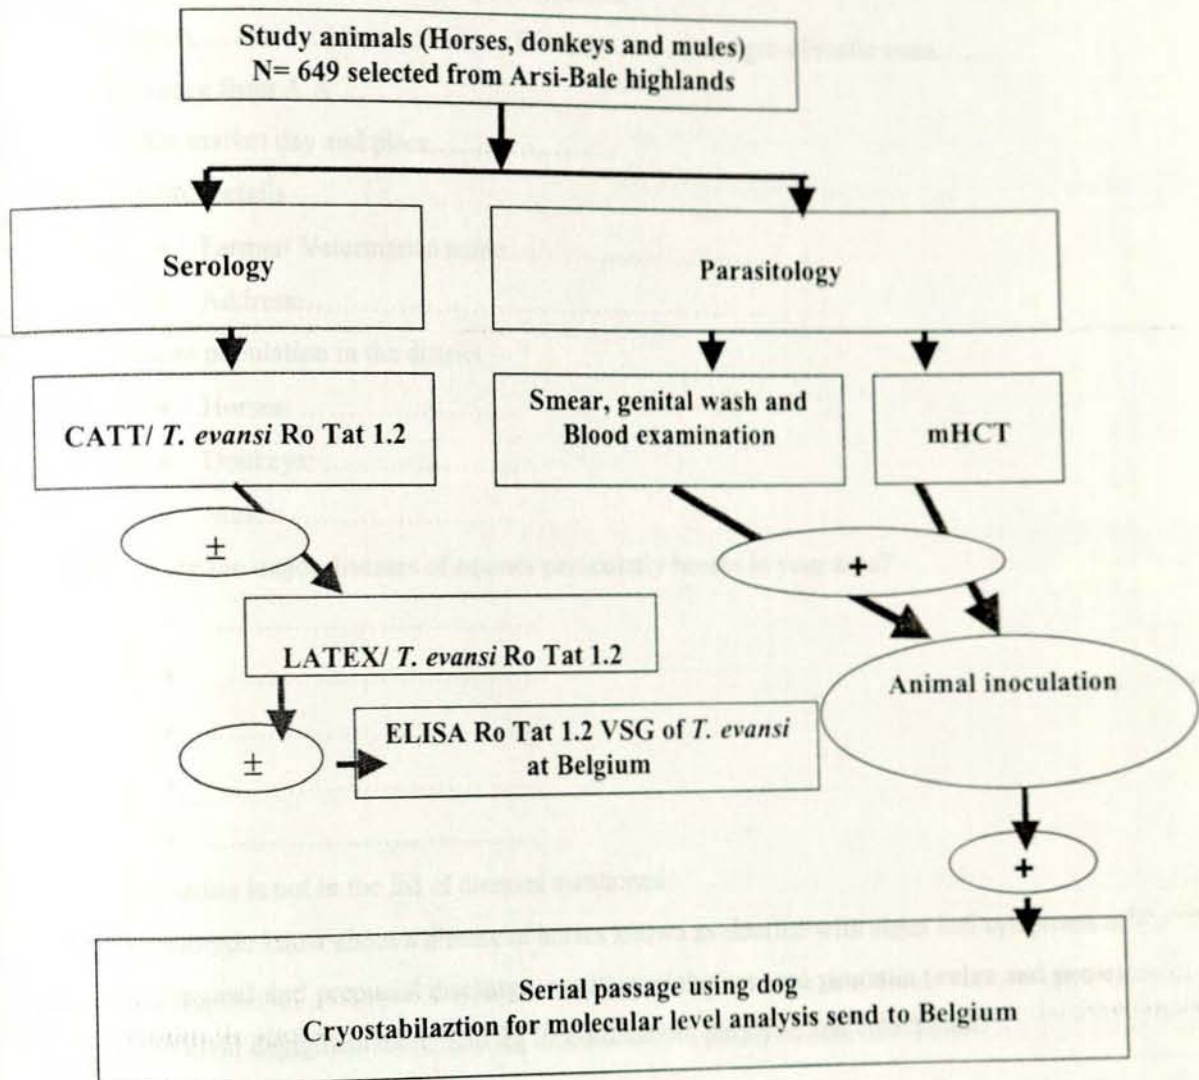 Study animals (Horses, donkeys and mules)
N= 649 selected from Arsi-Bale highlands
Serology
Parasitology
CATT/ T. evansi Ro Tat 1.2
Smear, genital wash and
Blood examination
mHCT
±
+
LATEX/ T. evansi Ro Tat 1.2
Animal inoculation
±
ELISA Ro Tat 1.2 VSG of T. evansi
at Belgium
+
Serial passage using dog
Cryostabilaztion for molecular level analysis send to Belgium